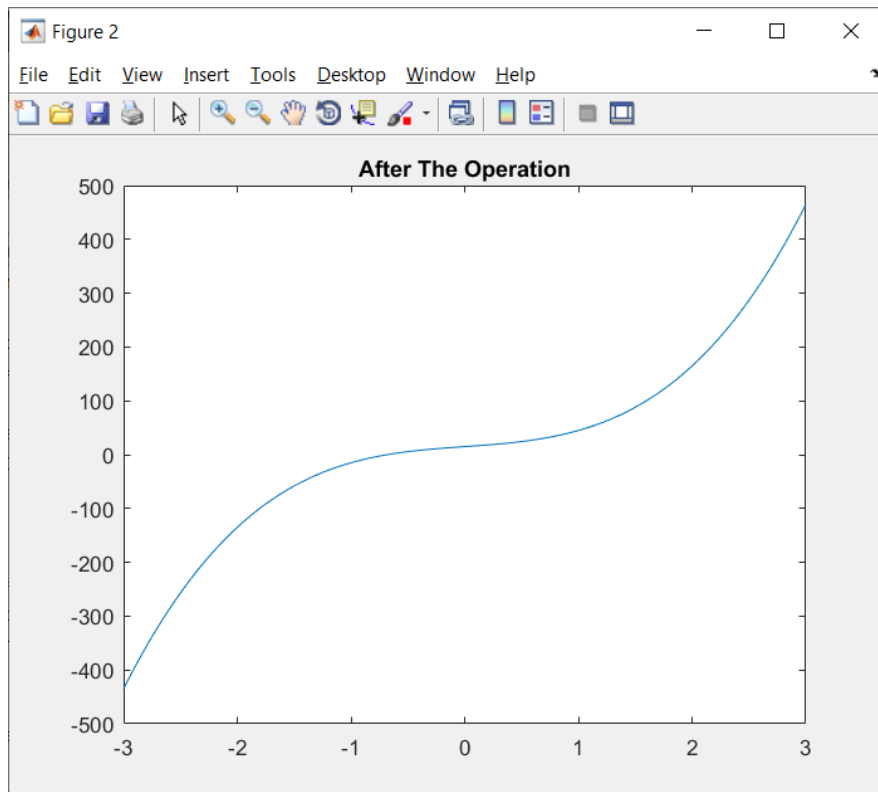 Figure 2
File Edit View Insert Tools Desktop Window Help
After The Operation
500
400
300
200
100
0
-100
-200
-300
-400
-500
-3 -2 -1 0 1 2 3